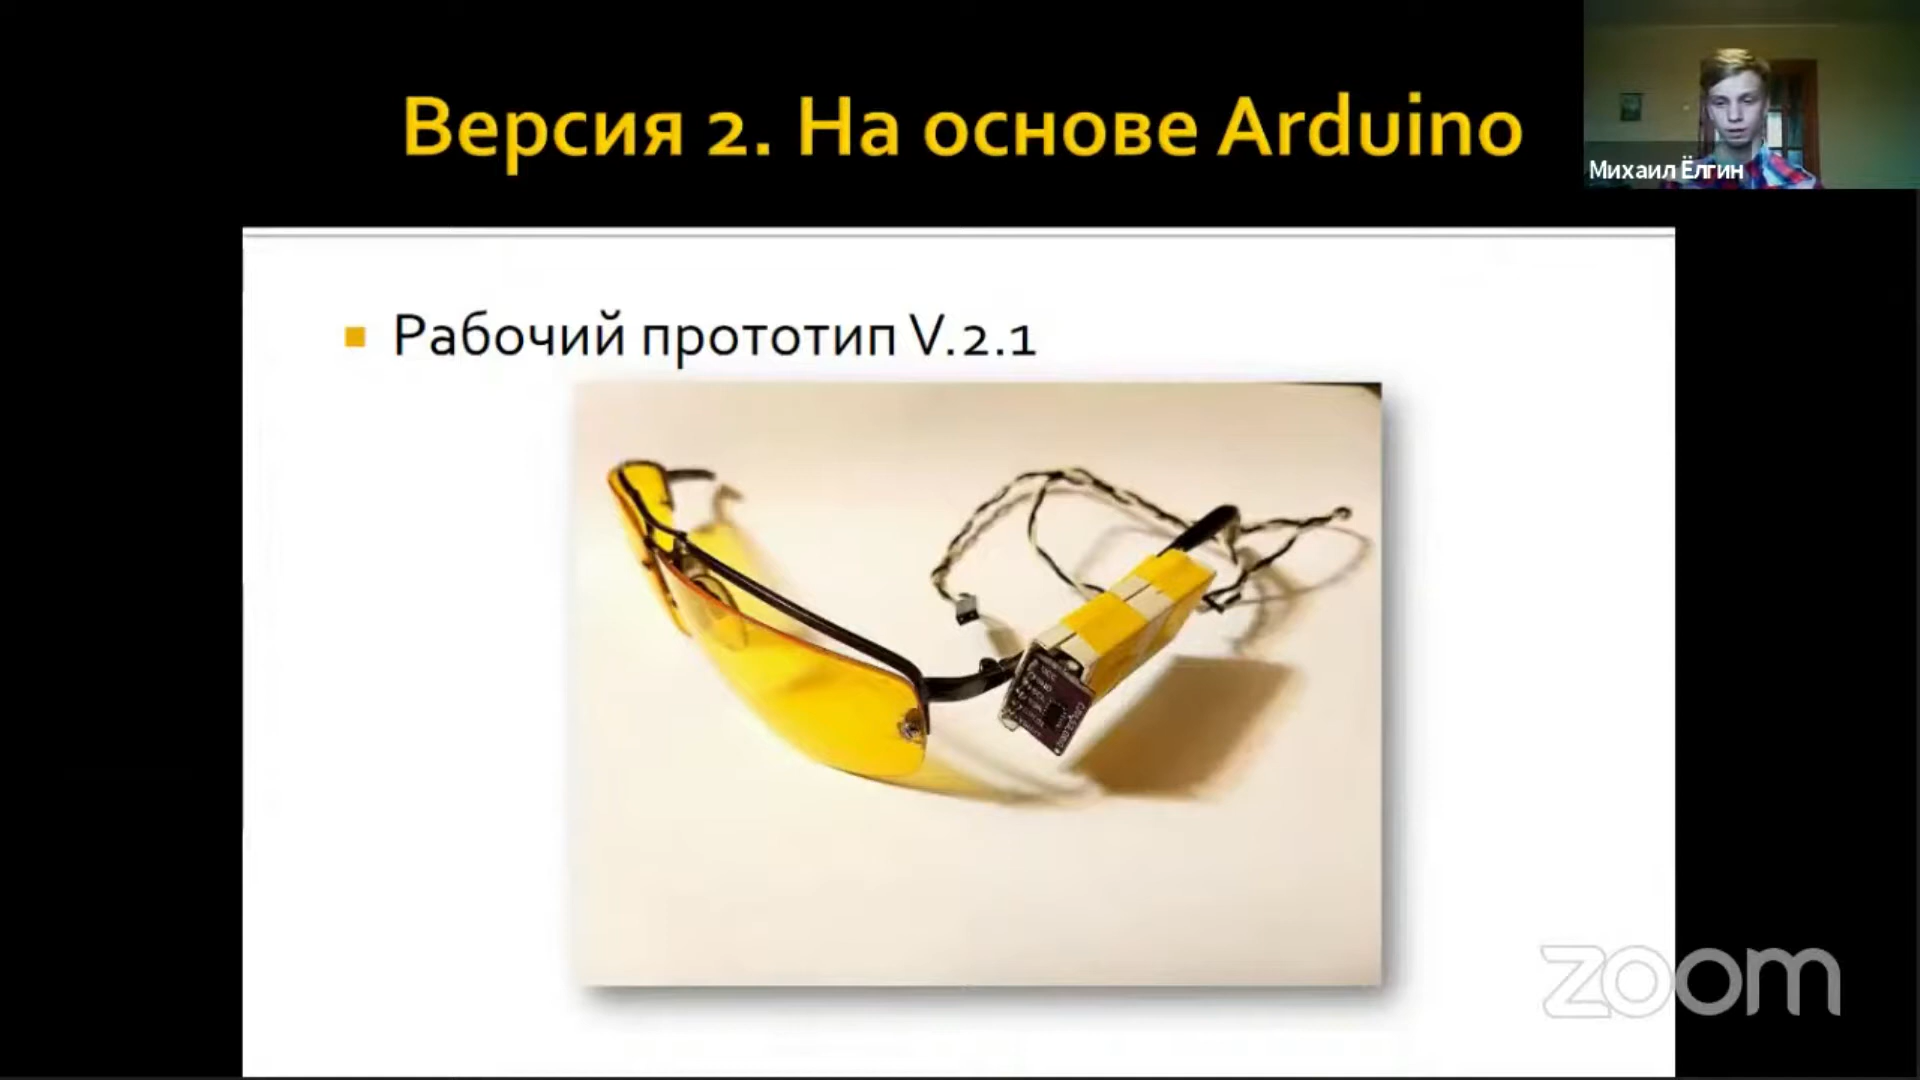 Версия 2. На основе Arduino
Михаил Ёлгин
Рабочий прототип V.2.1
zoom